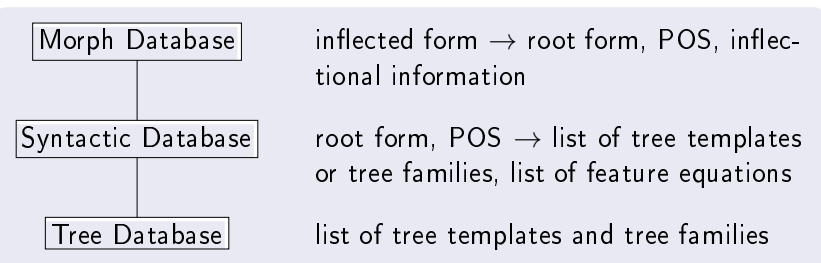 Morph Database
inflected form → root form, POS, inflec-
tional information
Syntactic Database
root form, POS → list of tree templates
or tree families, list of feature equations
Tree Database
list of tree templates and tree families